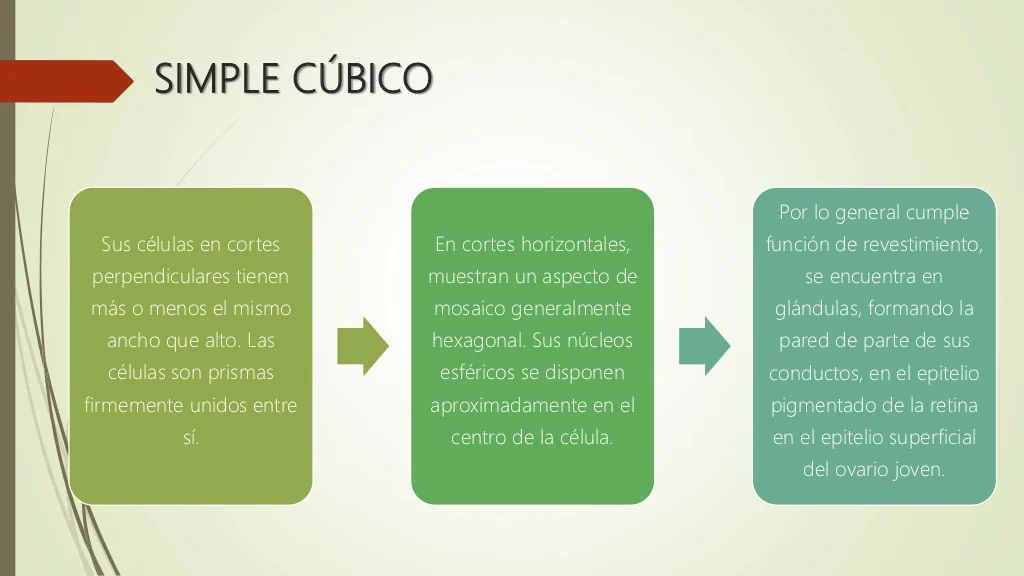 SIMPLE CÚBICO
Sus células en cortes
perpendiculares tienen
más o menos el mismo
ancho que alto. Las
células son prismas
firmemente unidos entre
sí.
En cortes horizontales,
muestran un aspecto de
mosaico generalmente
hexagonal. Sus núcleos
esféricos se disponen
aproximadamente en el
centro de la célula.
Por lo general cumple
función de revestimiento,
se encuentra en
glándulas, formando la
pared de parte de sus
conductos, en el epitelio
pigmentado de la retina
en el epitelio superficial
del ovario joven.